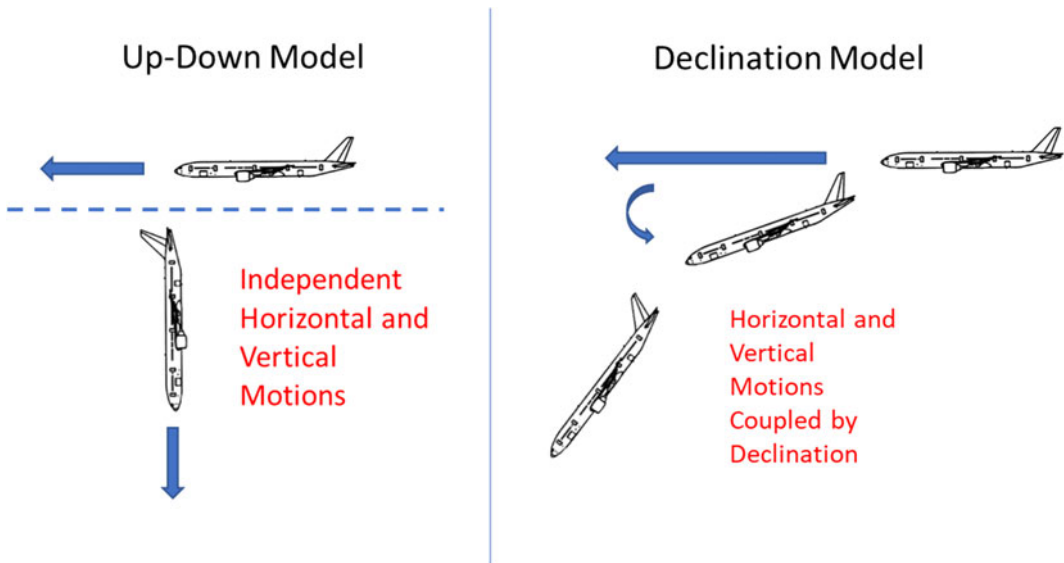 Up-Down Model
Independent
Horizontal and
Vertical
Motions
Declination Model
Horizontal and
Vertical
Motions
Coupled by
Declination